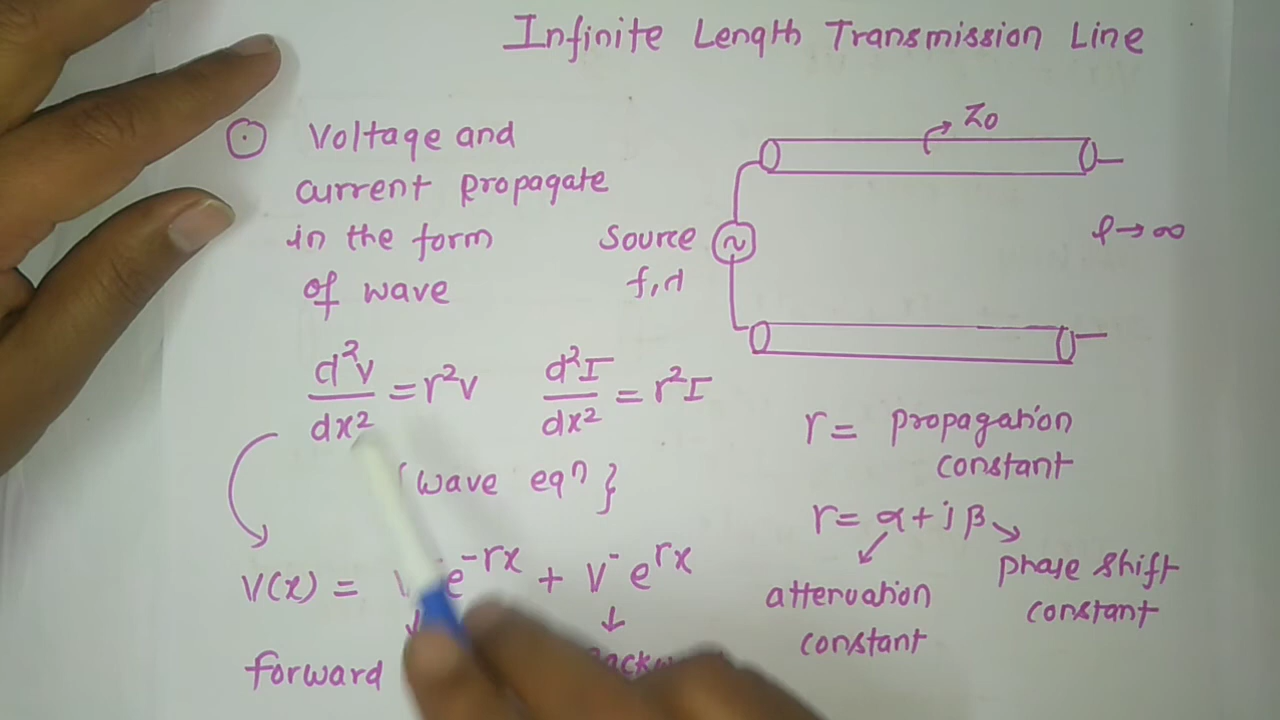 Infinite Length Transmission Line
Voltage and
current propagate
in the form
of wave
Z0
Source
f, λ
l→∞
d²V/dx² = r²V
d²I/dx² = r²I
{wave eqⁿ}
V(x) = e^-rx + V⁻ e^rx
↓ ↓
forward
r = propagation
constant
r = α + jβ
attenuation
constant
phase shift
constant